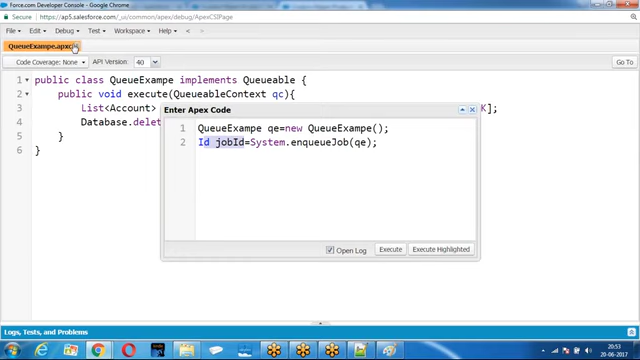 Force.com Developer Console - Google Chrome
https://ap5.salesforce.com/_ui/common/apex/debug/ApexCSIPage
File Edit Debug Test Workspace Help < >
QueueExampe.apxc
Code Coverage: None API Version: 40 Go To
1 public class QueueExampe implements Queueable {
2 public void execute(QueueableContext qc){
3 List<Account> K];
4 Database.delet
5 }
6 }
Enter Apex Code
1 QueueExampe qe=new QueueExampe();
2 Id jobId=System.enqueueJob(qe);
Open Log Execute Execute Highlighted
Logs, Tests, and Problems
20:53
20-06-2017